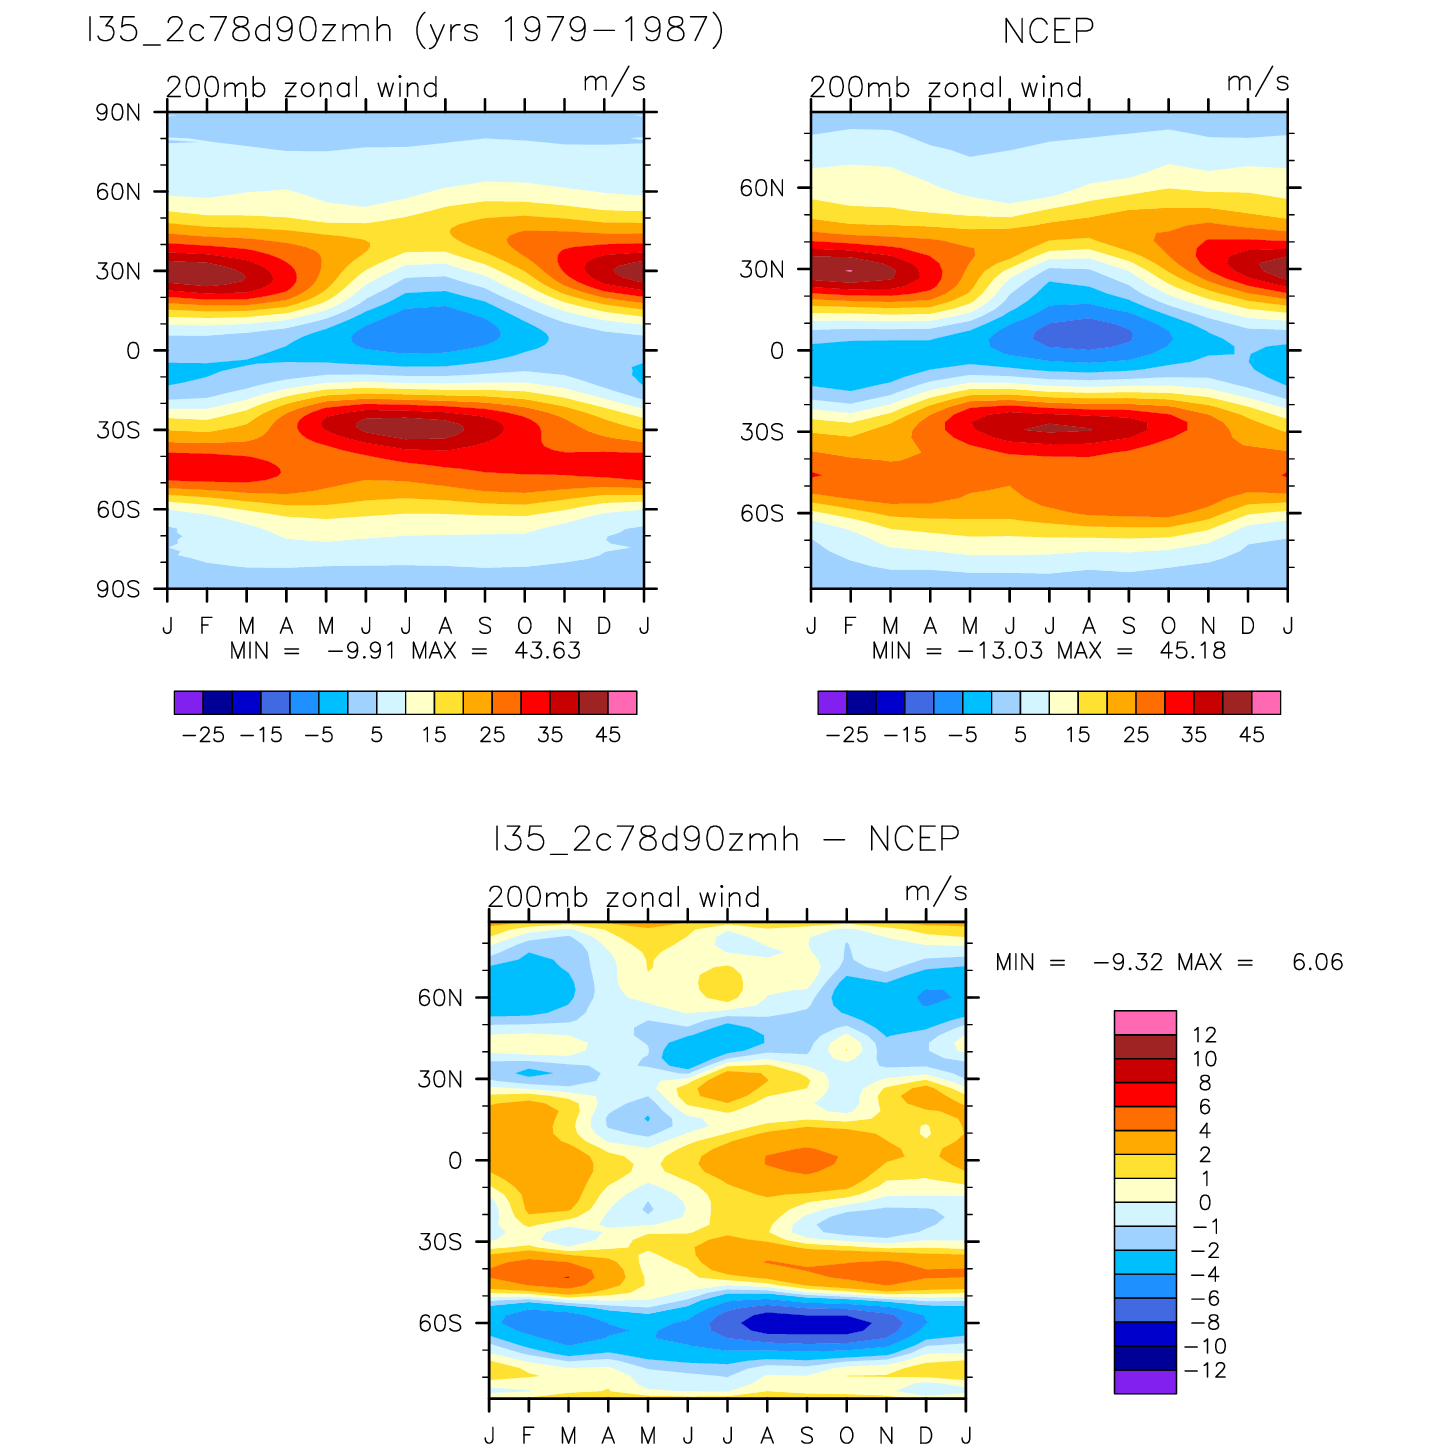 I35_2c78d90zmh (yrs 1979−1987)
200mb zonal wind m/s
90N
60N
30N
0
30S
60S
90S
J F M A M J J A S O N D J
MIN = −9.91 MAX = 43.63
−25 −15 −5 5 15 25 35 45
NCEP
200mb zonal wind m/s
60N
30N
0
30S
60S
J F M A M J J A S O N D J
MIN = −13.03 MAX = 45.18
−25 −15 −5 5 15 25 35 45
I35_2c78d90zmh − NCEP
200mb zonal wind m/s
60N
30N
0
30S
60S
J F M A M J J A S O N D J
MIN = −9.32 MAX = 6.06
12
10
8
6
4
2
1
0
−1
−2
−4
−6
−8
−10
−12